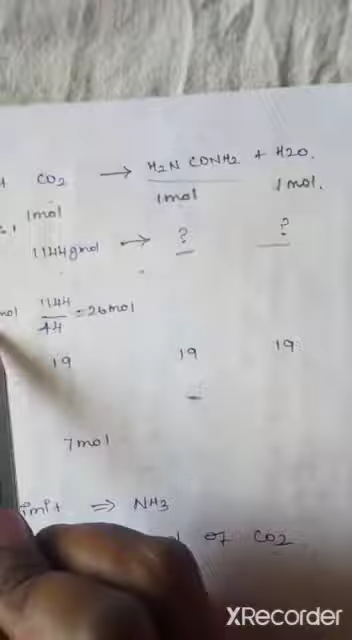 CO2 → H2N CONH2 + H2O.
1mol 1mol 1mol.
1144gmol → ? ?
1144
44 = 26mol
19 19 19
7mol
⇒ NH3
of CO2
XRecorder